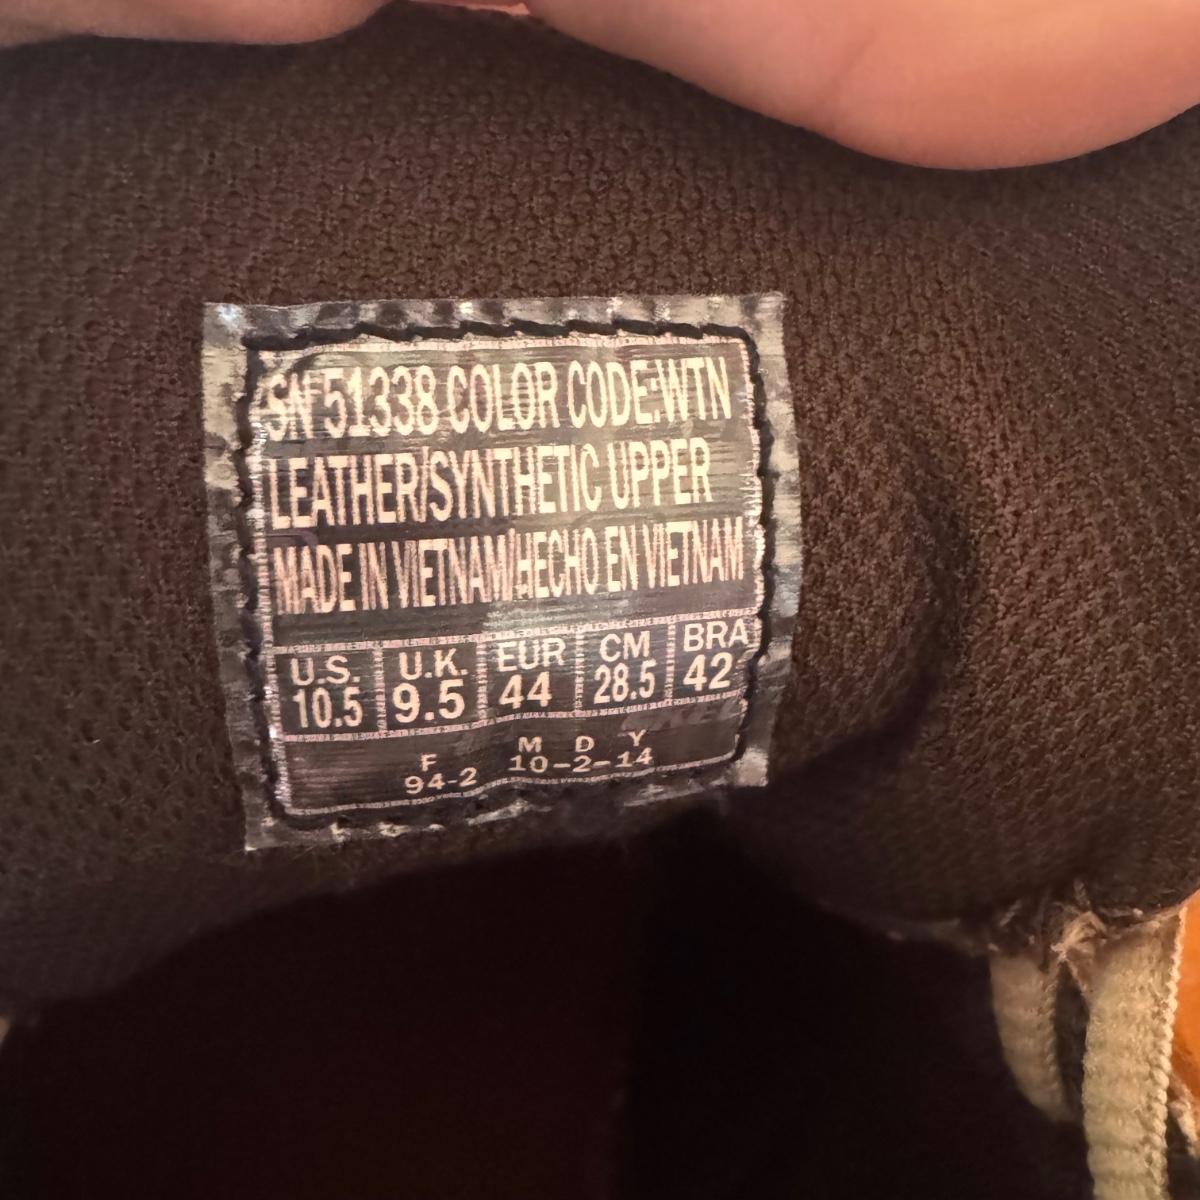 SN 51338 COLOR CODE:WTN
LEATHER/SYNTHETIC UPPER
MADE IN VIETNAM/HECHO EN VIETNAM
U.S. U.K. EUR CM BRA
10.5 9.5 44 28.5 42
F M D Y
94-2 10-2-14